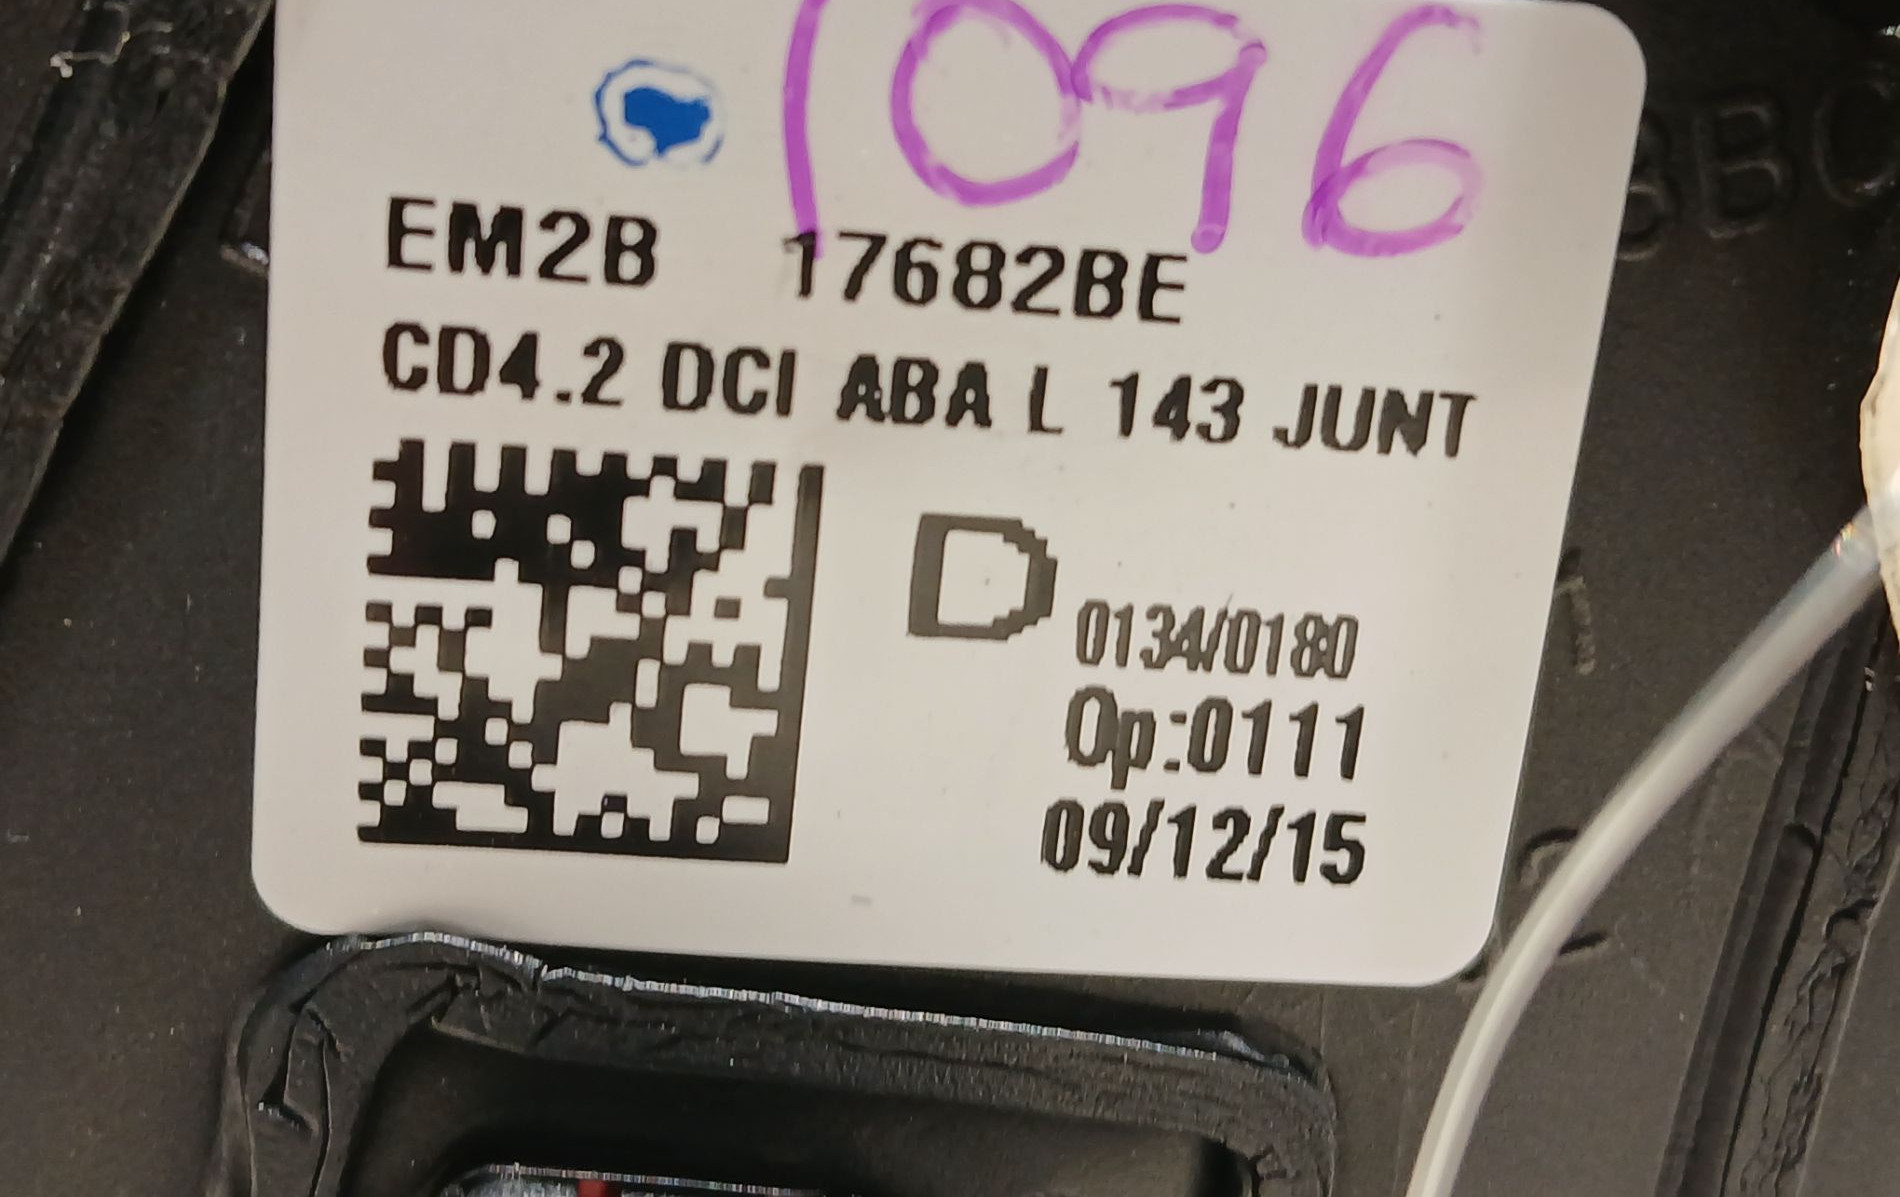 1096
EM2B 17682BE
CD4.2 DCI ABA L 143 JUNT
D
0134/0180
Op:0111
09/12/15